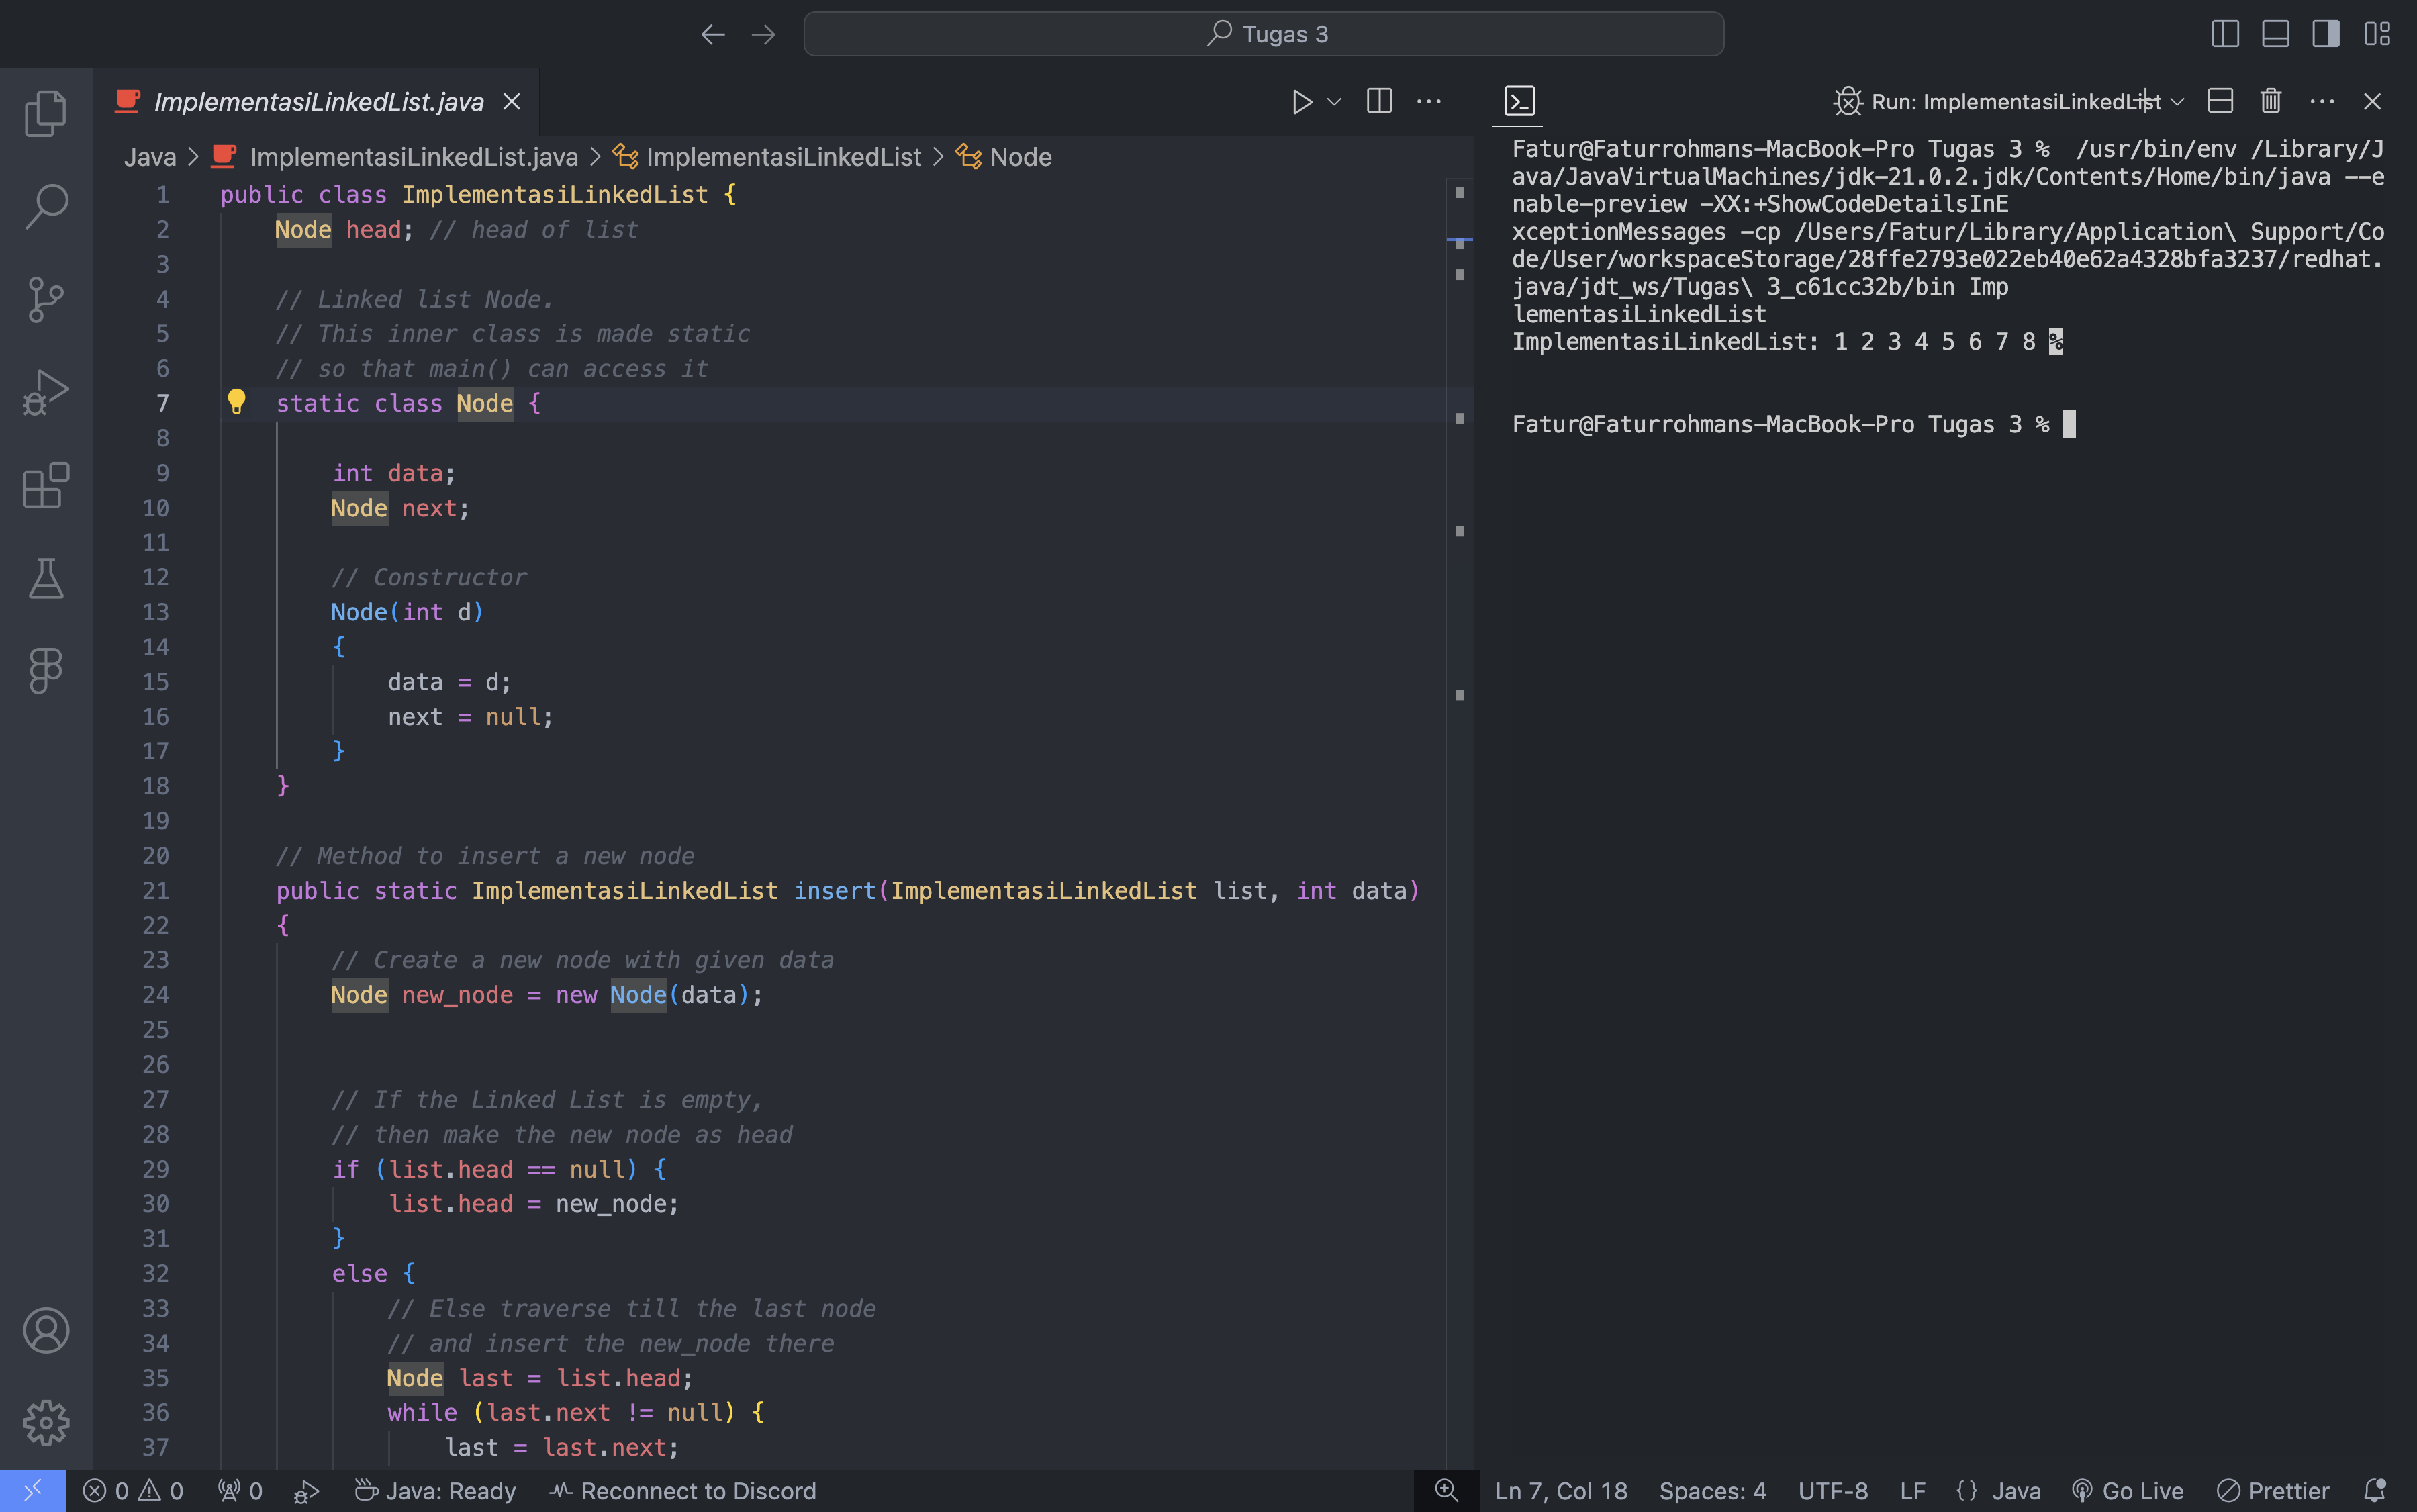 Tugas 3
ImplementasiLinkedList.java
Java > ImplementasiLinkedList.java > ImplementasiLinkedList > Node
1 public class ImplementasiLinkedList {
2 Node head; // head of list
3
4 // Linked list Node.
5 // This inner class is made static
6 // so that main() can access it
7 static class Node {
8
9 int data;
10 Node next;
11
12 // Constructor
13 Node(int d)
14 {
15 data = d;
16 next = null;
17 }
18 }
19
20 // Method to insert a new node
21 public static ImplementasiLinkedList insert(ImplementasiLinkedList list, int data)
22 {
23 // Create a new node with given data
24 Node new_node = new Node(data);
25
26
27 // If the Linked List is empty,
28 // then make the new node as head
29 if (list.head == null) {
30 list.head = new_node;
31 }
32 else {
33 // Else traverse till the last node
34 // and insert the new_node there
35 Node last = list.head;
36 while (last.next != null) {
37 last = last.next;
Run: ImplementasiLinkedList
Fatur@Faturrohmans-MacBook-Pro Tugas 3 %  /usr/bin/env /Library/J
ava/JavaVirtualMachines/jdk-21.0.2.jdk/Contents/Home/bin/java --e
nable-preview -XX:+ShowCodeDetailsInE
xceptionMessages -cp /Users/Fatur/Library/Application\ Support/Co
de/User/workspaceStorage/28ffe2793e022eb40e62a4328bfa3237/redhat.
java/jdt_ws/Tugas\ 3_c61cc32b/bin Imp
lementasiLinkedList
ImplementasiLinkedList: 1 2 3 4 5 6 7 8 %
Fatur@Faturrohmans-MacBook-Pro Tugas 3 %
0 0 0 Java: Ready Reconnect to Discord Ln 7, Col 18 Spaces: 4 UTF-8 LF {} Java Go Live Prettier